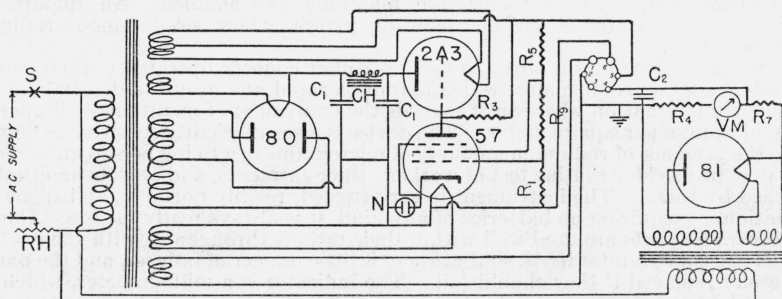 S
A.C. SUPPLY
RH
80
C1
CH
C1
2A3
R3
57
N
R5
R9
R1
C2
R4
VM
R7
81